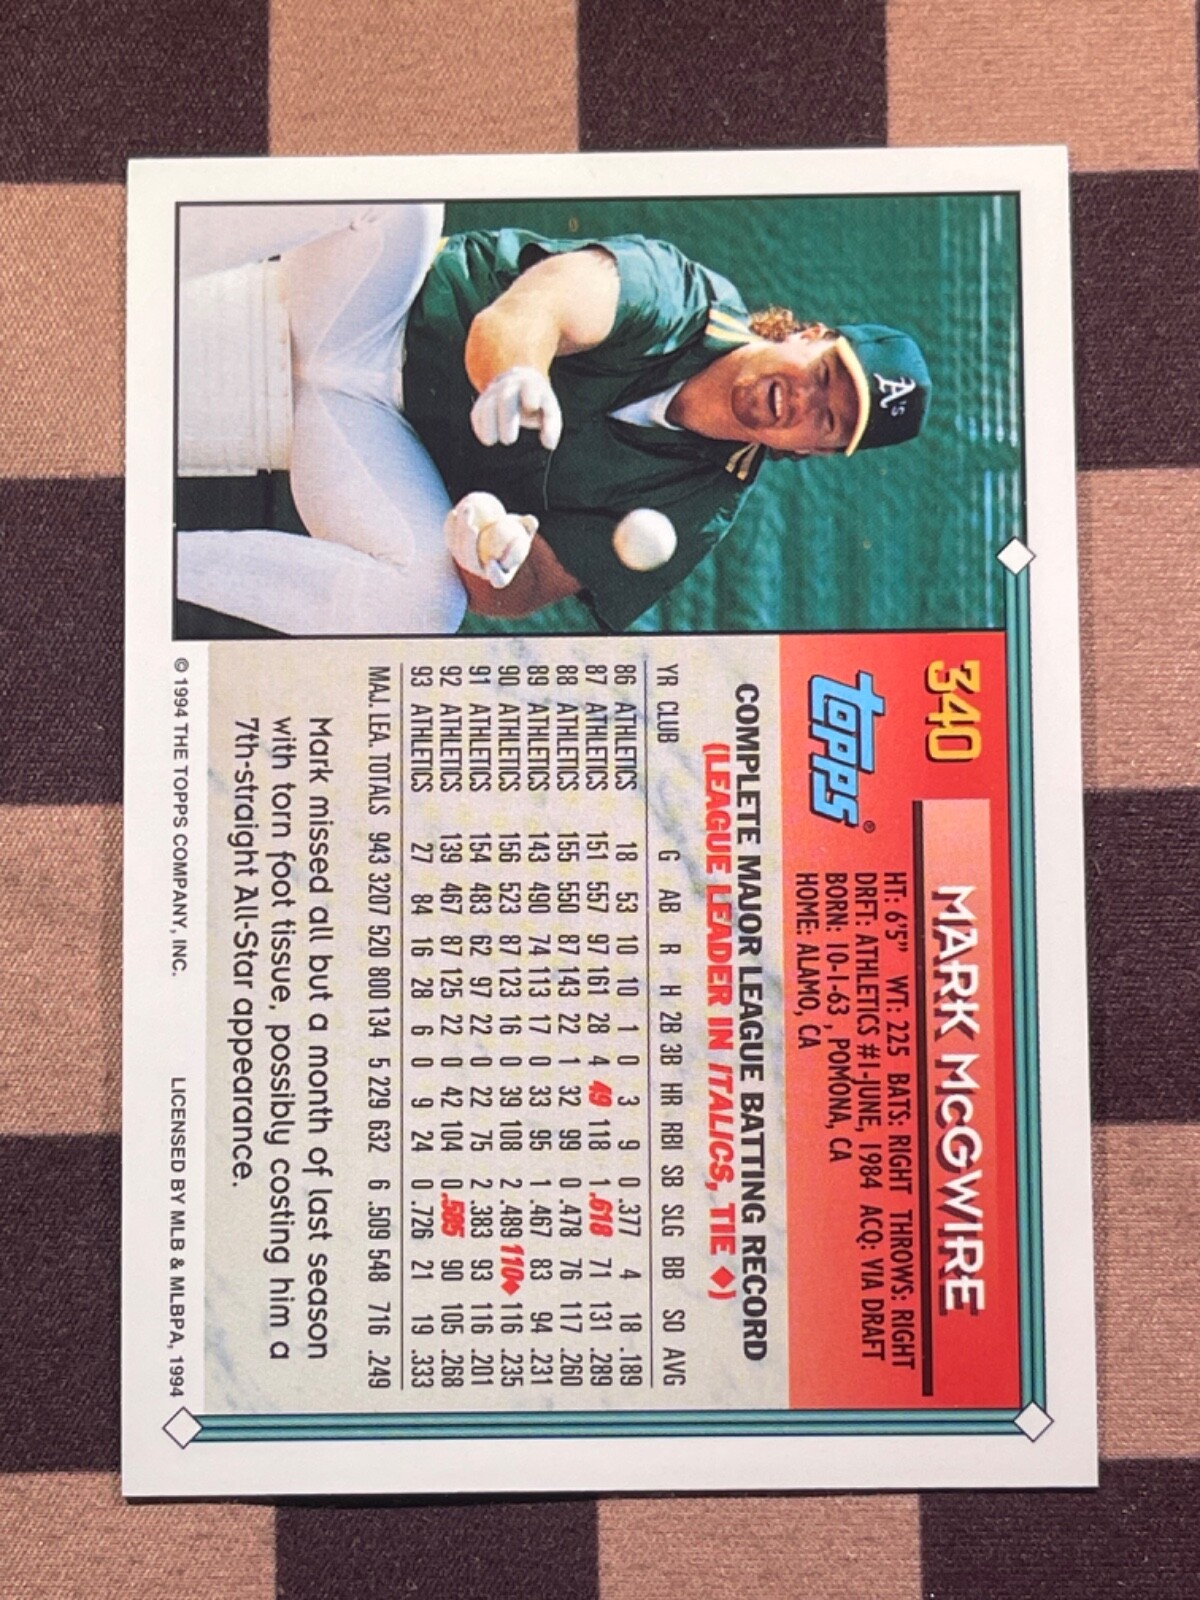 A's
340
MARK McGWIRE
topps®
HT: 6'5" WT: 225 BATS: RIGHT THROWS: RIGHT
DRFT: ATHLETICS #1-JUNE, 1984 ACQ: VIA DRAFT
BORN: 10-1-63, POMONA, CA
HOME: ALAMO, CA
COMPLETE MAJOR LEAGUE BATTING RECORD
(LEAGUE LEADER IN ITALICS, TIE ♦)
YR CLUB G AB R H 2B 3B HR RBI SB SLG BB SO AVG
86 ATHLETICS 18 53 10 10 1 0 3 9 0 .377 4 18 .189
87 ATHLETICS 151 557 97 161 28 4 49 118 1 .618 71 131 .289
88 ATHLETICS 155 550 87 143 22 1 32 99 0 .478 76 117 .260
89 ATHLETICS 143 490 74 113 17 0 33 95 1 .467 83 94 .231
90 ATHLETICS 156 523 87 123 16 0 39 108 2 .489 110♦ 116 .235
91 ATHLETICS 154 483 62 97 22 0 22 75 2 .383 93 116 .201
92 ATHLETICS 139 467 87 125 22 0 42 104 0 .585 90 105 .268
93 ATHLETICS 27 84 16 28 6 0 9 24 0 .726 21 19 .333
MAJ. LEA. TOTALS 943 3207 520 800 134 5 229 632 6 .509 548 716 .249
Mark missed all but a month of last season
with torn foot tissue, possibly costing him a
7th-straight All-Star appearance.
© 1994 THE TOPPS COMPANY, INC. LICENSED BY MLB & MLBPA, 1994